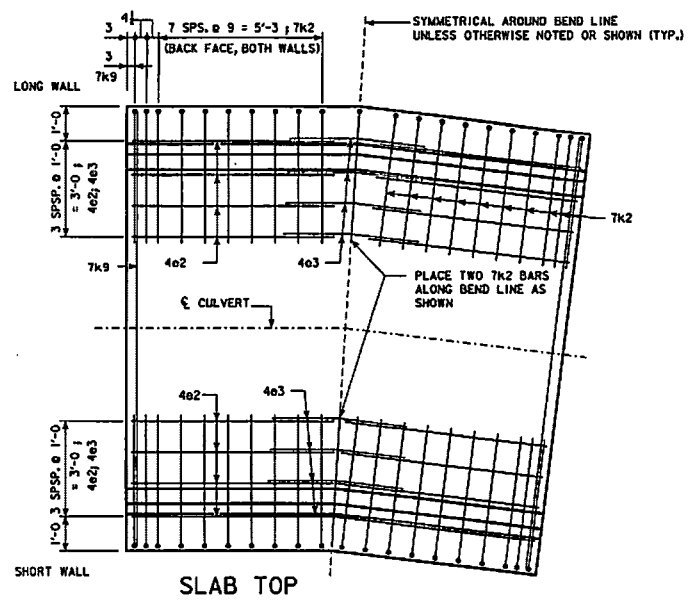 4
3
7 SPS. @ 9 = 5'-3 ; 7k2
(BACK FACE, BOTH WALLS)
SYMMETRICAL AROUND BEND LINE
UNLESS OTHERWISE NOTED OR SHOWN (TYP.)
3
7k9
LONG WALL
1'-0
3 SPSP. @ 1'-0
= 3'-0 ;
4e2; 4e3
7k2
4e2
4e3
7k9
PLACE TWO 7k2 BARS
ALONG BEND LINE AS
SHOWN
℄ CULVERT
4e2
4e3
3 SPSP. @ 1'-0
= 3'-0 ;
4e2; 4e3
1'-0
SHORT WALL
SLAB TOP